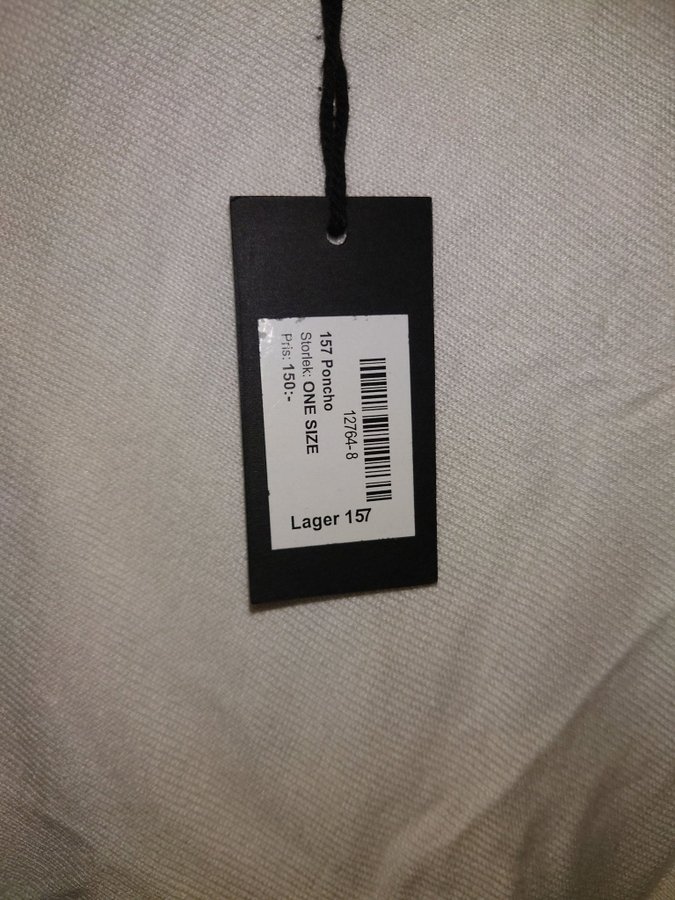 157 Poncho
Storlek: ONE SIZE
Pris: 150:-
12764-8
Lager 157